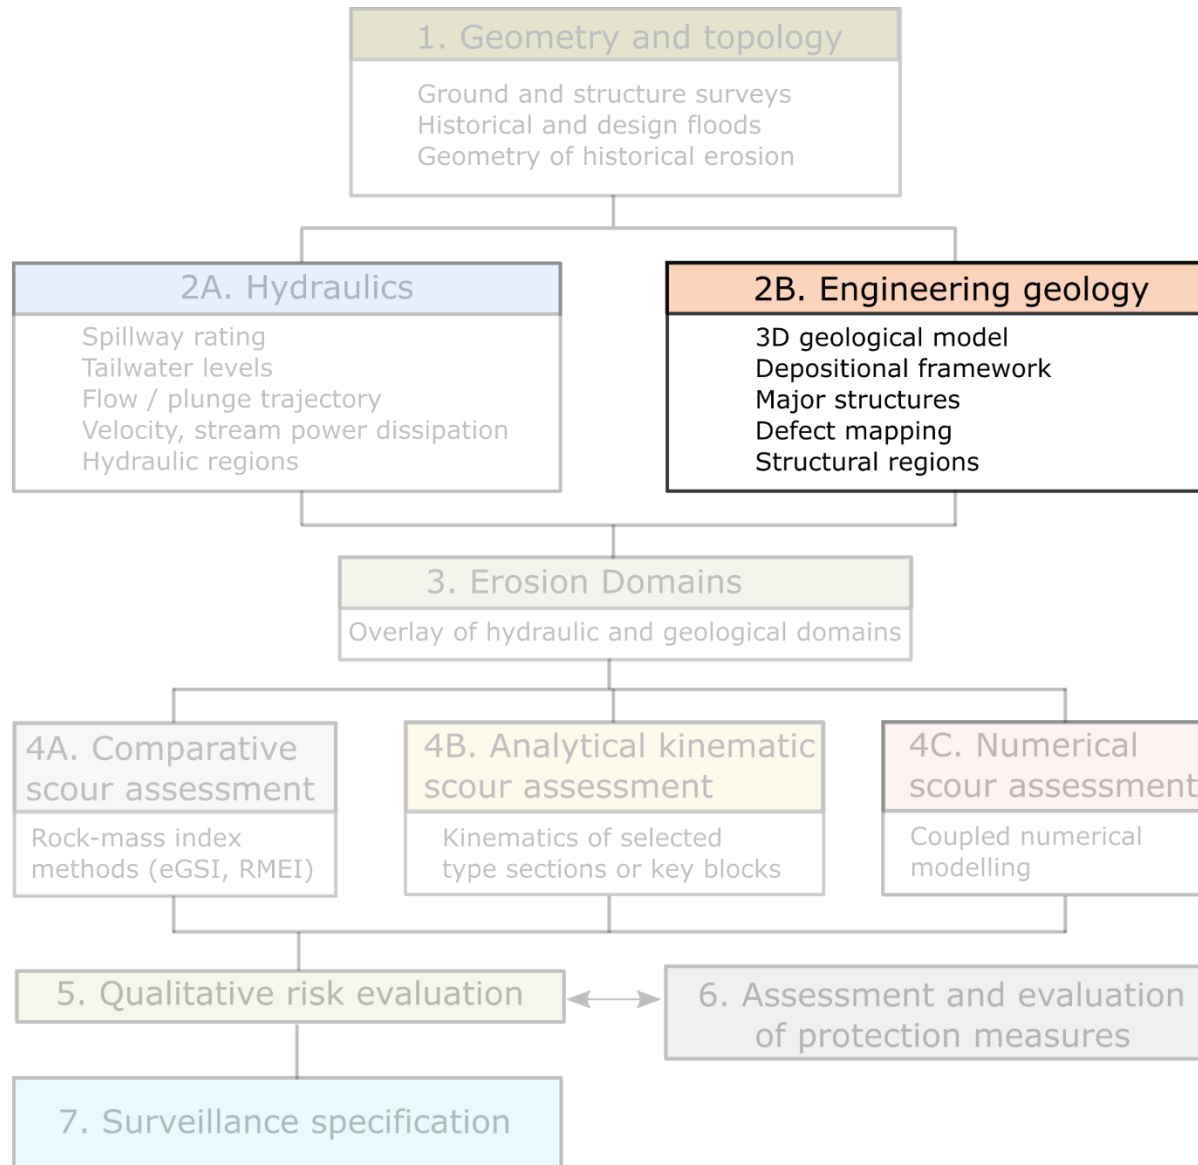 1. Geometry and topology
Ground and structure surveys
Historical and design floods
Geometry of historical erosion
2A. Hydraulics
Spillway rating
Tailwater levels
Flow / plunge trajectory
Velocity, stream power dissipation
Hydraulic regions
2B. Engineering geology
3D geological model
Depositional framework
Major structures
Defect mapping
Structural regions
3. Erosion Domains
Overlay of hydraulic and geological domains
4A. Comparative
scour assessment
Rock-mass index
methods (eGSI, RMEI)
4B. Analytical kinematic
scour assessment
Kinematics of selected
type sections or key blocks
4C. Numerical
scour assessment
Coupled numerical
modelling
5. Qualitative risk evaluation
6. Assessment and evaluation
of protection measures
7. Surveillance specification